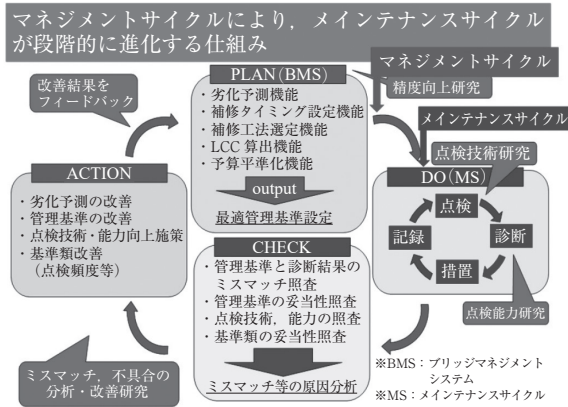 マネジメントサイクルにより，メインテナンスサイクル
が段階的に進化する仕組み
マネジメントサイクル
改善結果を
フィードバック
PLAN(BMS)
・劣化予測機能
・補修タイミング設定機能
・補修工法選定機能
・LCC 算出機能
・予算平準化機能
output
最適管理基準設定
精度向上研究
メインテナンスサイクル
点検技術研究
DO(MS)
点検
診断
措置
記録
点検能力研究
ACTION
・劣化予測の改善
・管理基準の改善
・点検技術・能力向上施策
・基準類改善
（点検頻度等）
CHECK
・管理基準と診断結果の
ミスマッチ照査
・管理基準の妥当性照査
・点検技術，能力の照査
・基準類の妥当性照査
ミスマッチ等の原因分析
ミスマッチ，不具合の
分析・改善研究
※BMS：ブリッジマネジメント
システム
※MS：メインテナンスサイクル